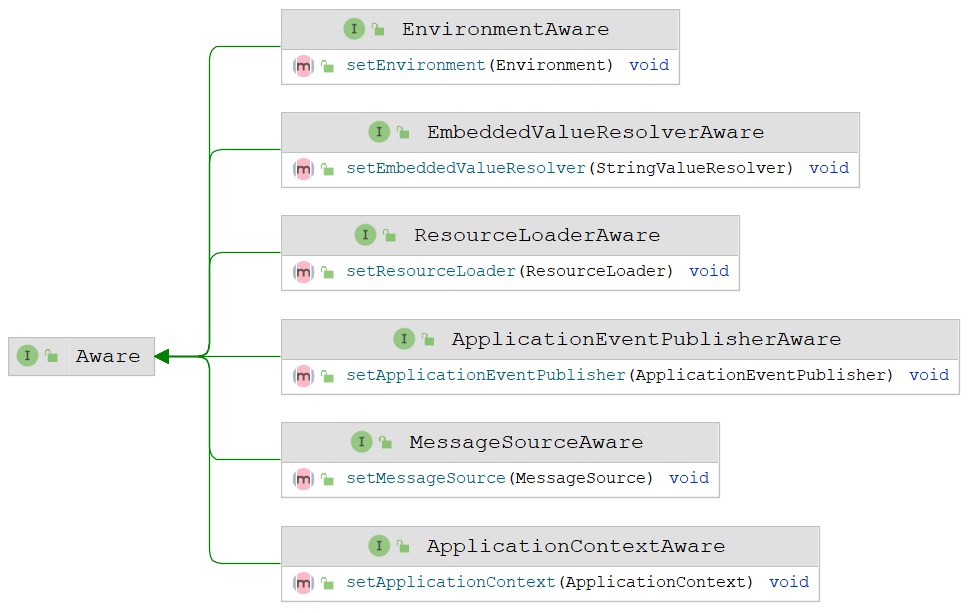 I EnvironmentAware
m setEnvironment(Environment) void
I EmbeddedValueResolverAware
m setEmbeddedValueResolver(StringValueResolver) void
I ResourceLoaderAware
m setResourceLoader(ResourceLoader) void
I Aware
I ApplicationEventPublisherAware
m setApplicationEventPublisher(ApplicationEventPublisher) void
I MessageSourceAware
m setMessageSource(MessageSource) void
I ApplicationContextAware
m setApplicationContext(ApplicationContext) void